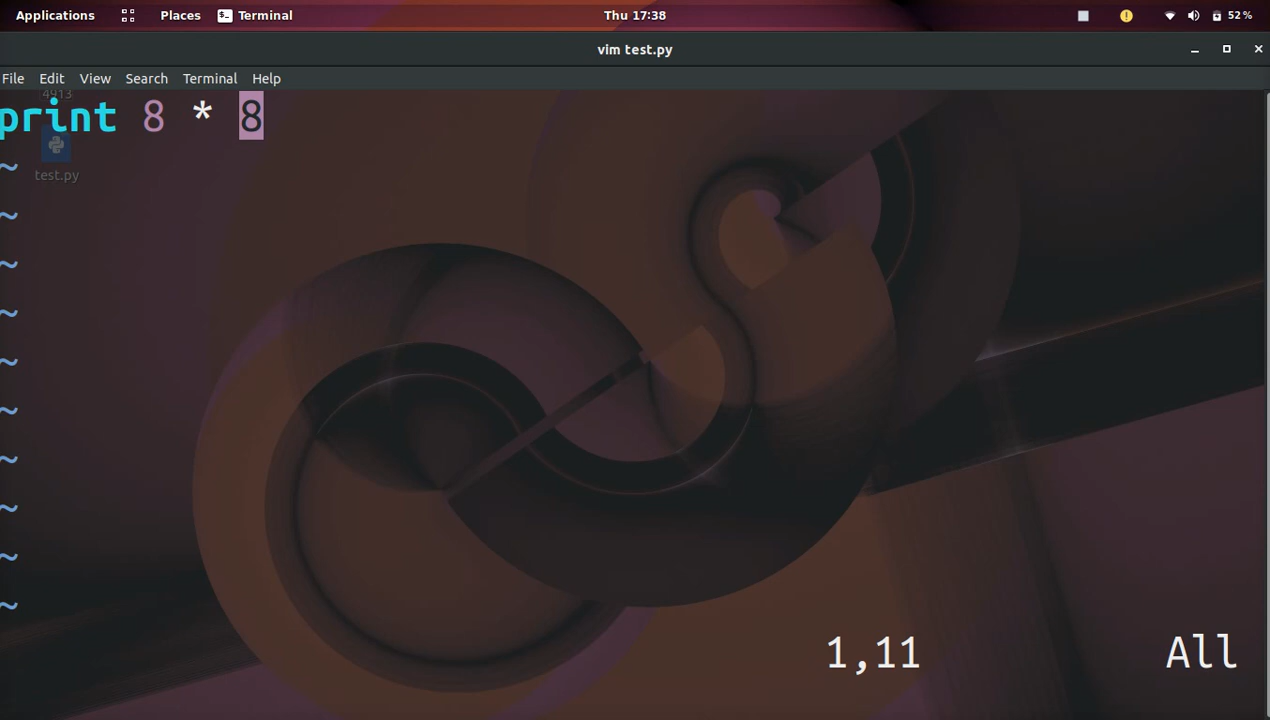 Applications Places Terminal Thu 17:38 52 %
vim test.py
File Edit View Search Terminal Help
4913
print 8 * 8
~
test.py
~
~
~
~
~
~
~
~
~
1,11 All